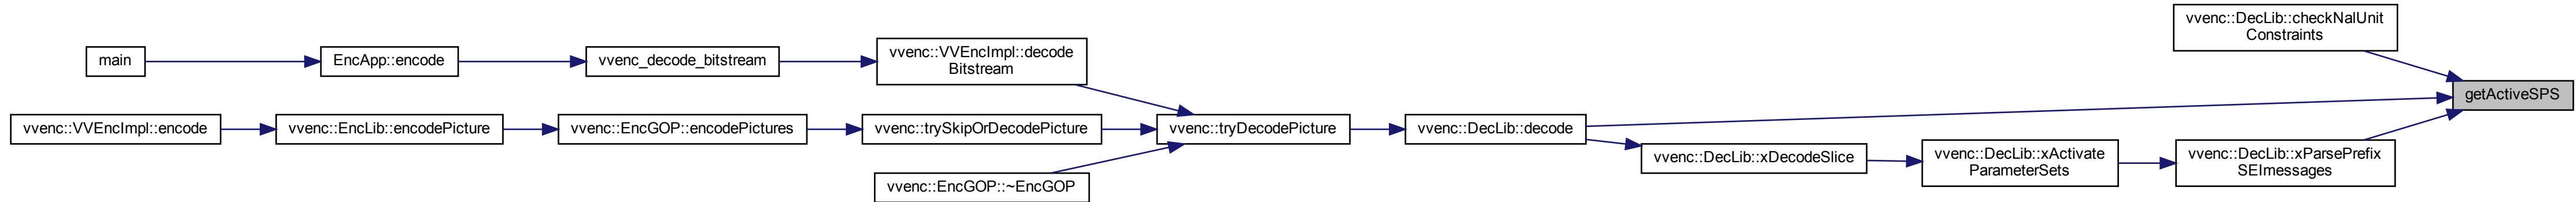 vvenc::DecLib::checkNalUnit
Constraints
main
EncApp::encode
vvenc_decode_bitstream
vvenc::VVEncImpl::decode
Bitstream
getActiveSPS
vvenc::VVEncImpl::encode
vvenc::EncLib::encodePicture
vvenc::EncGOP::encodePictures
vvenc::trySkipOrDecodePicture
vvenc::tryDecodePicture
vvenc::DecLib::decode
vvenc::DecLib::xDecodeSlice
vvenc::DecLib::xActivate
ParameterSets
vvenc::DecLib::xParsePrefix
SEImessages
vvenc::EncGOP::~EncGOP